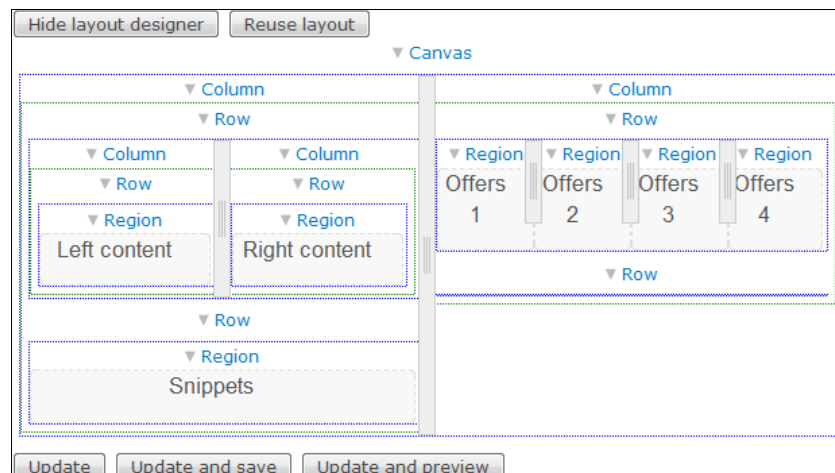 Hide layout designer Reuse layout
Canvas
Column Column
Row Row
Column Column Region Region Region Region
Offers 1 Offers 2 Offers 3 Offers 4
Row Row
Region Region
Left content Right content
Row
Row
Region
Snippets
Update Update and save Update and preview